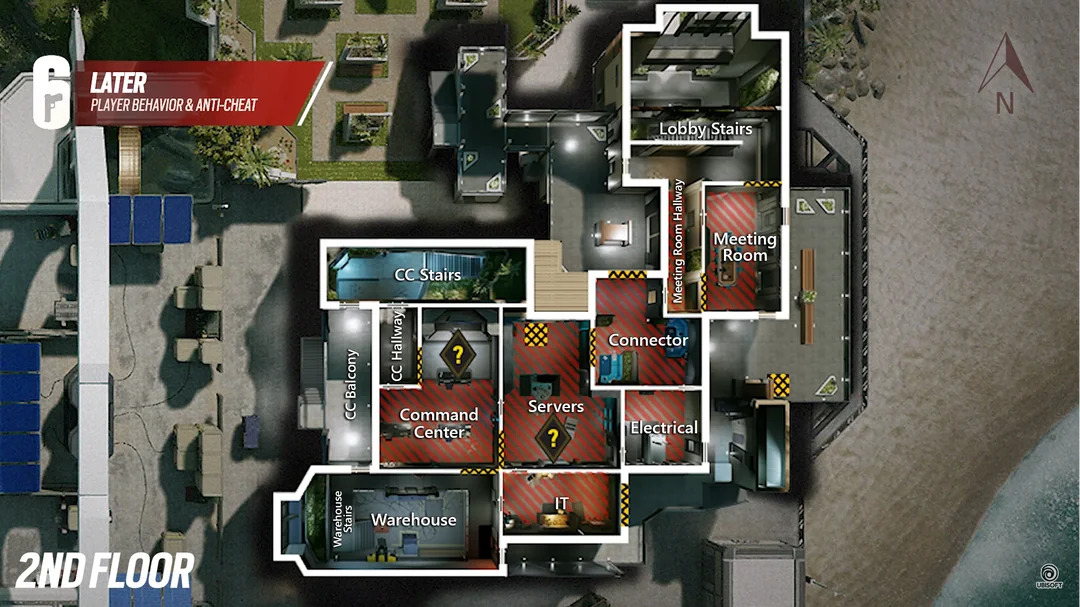 6
LATER
PLAYER BEHAVIOR & ANTI-CHEAT
N
Lobby Stairs
Meeting Room Hallway
Meeting
Room
CC Stairs
CC Hallway
?
Connector
CC Balcony
Command
Center
Servers
?
Electrical
Warehouse
Stairs
Warehouse
IT
2ND FLOOR
UBISOFT